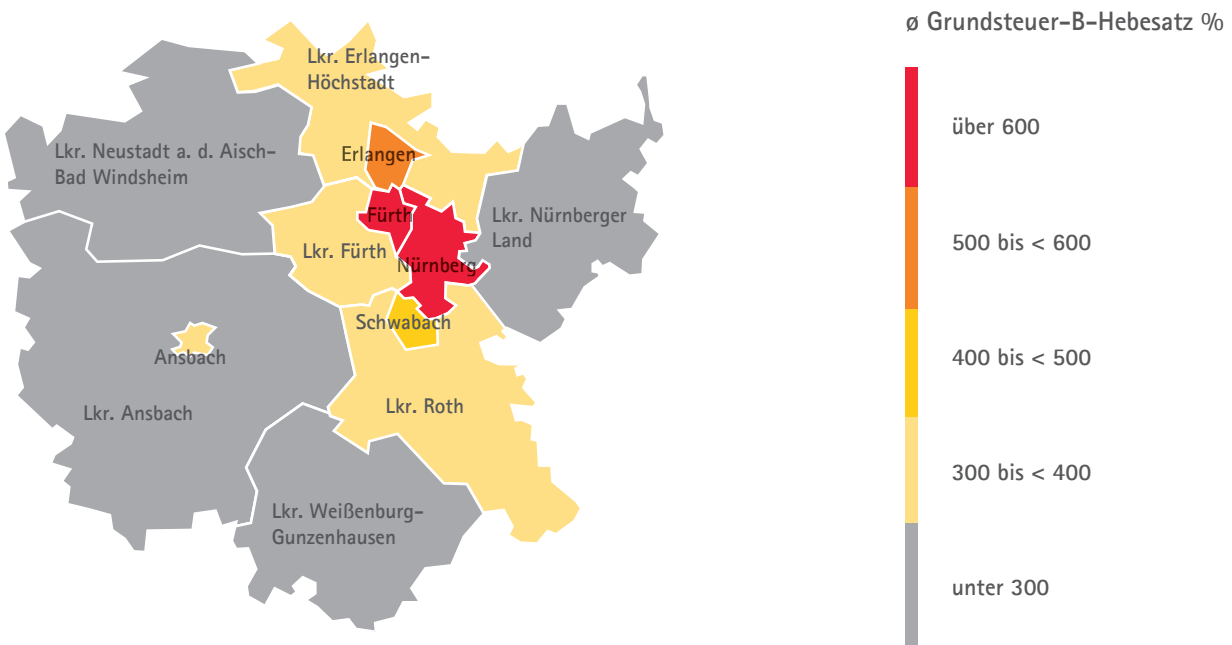 ø Grundsteuer-B-Hebesatz %
Lkr. Erlangen-
Höchstadt
über 600
Lkr. Neustadt a. d. Aisch-
Bad Windsheim
Erlangen
Fürth
Lkr. Nürnberger
Land
500 bis < 600
Lkr. Fürth
Nürnberg
Schwabach
Ansbach
400 bis < 500
Lkr. Ansbach
Lkr. Roth
300 bis < 400
Lkr. Weißenburg-
Gunzenhausen
unter 300